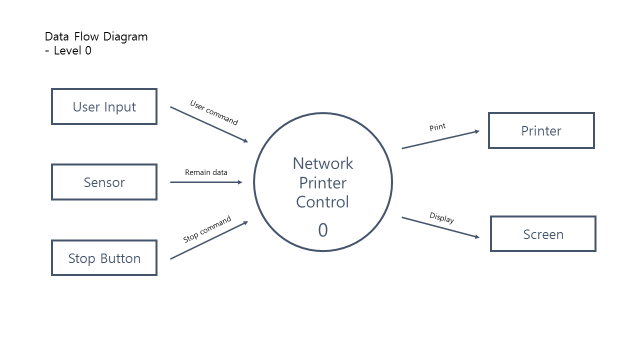 Data Flow Diagram
- Level 0
User Input
User command
Sensor
Remain data
Stop Button
Stop command
Network
Printer
Control
0
Print
Printer
Display
Screen